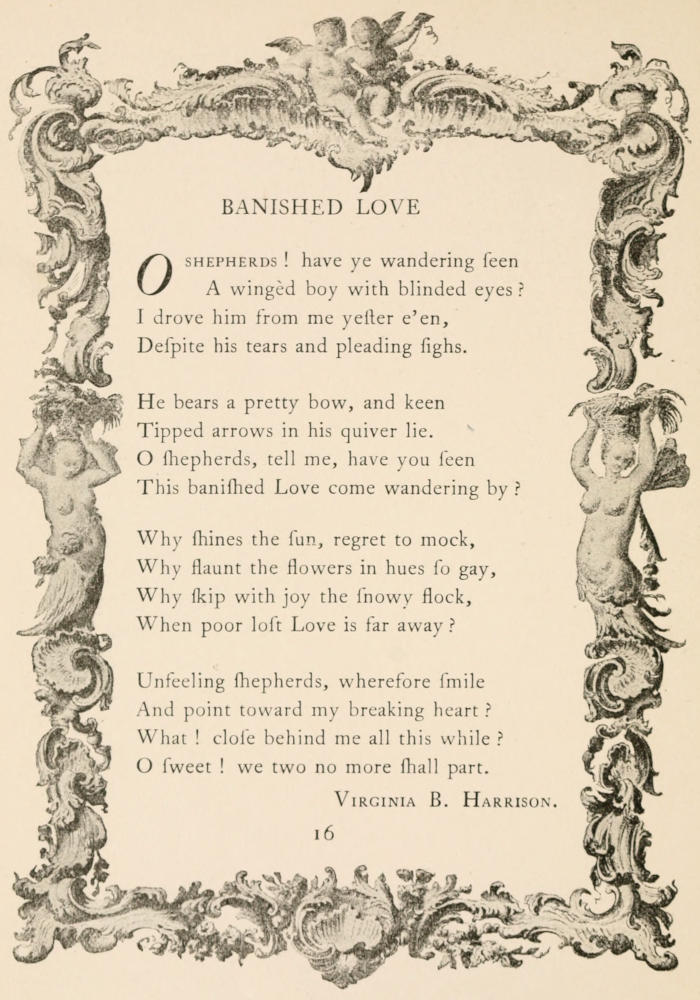 BANISHED LOVE
O SHEPHERDS ! have ye wandering ſeen
A wingèd boy with blinded eyes ?
I drove him from me yeſter e'en,
Deſpite his tears and pleading ſighs.
He bears a pretty bow, and keen
Tipped arrows in his quiver lie.
O ſhepherds, tell me, have you ſeen
This baniſhed Love come wandering by ?
Why ſhines the ſun, regret to mock,
Why flaunt the flowers in hues ſo gay,
Why ſkip with joy the ſnowy flock,
When poor loſt Love is far away ?
Unfeeling ſhepherds, wherefore ſmile
And point toward my breaking heart ?
What ! cloſe behind me all this while ?
O ſweet ! we two no more ſhall part.
VIRGINIA B. HARRISON.
16